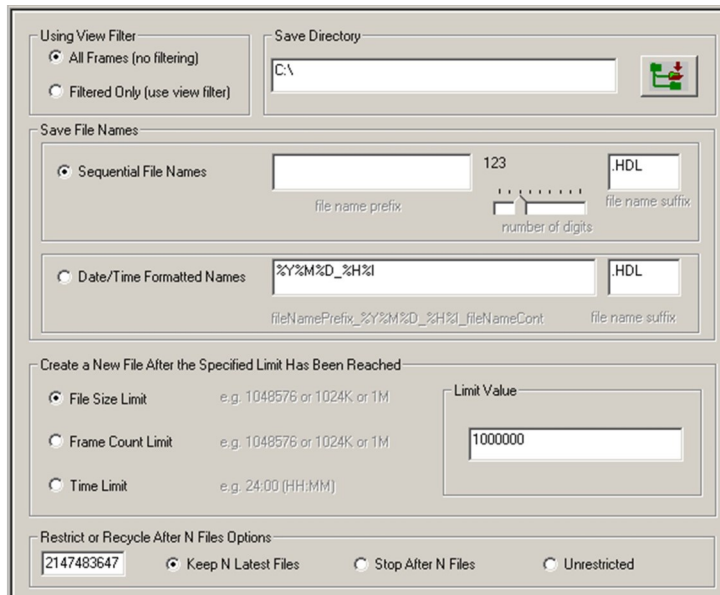 Using View Filter
All Frames (no filtering)
Filtered Only (use view filter)
Save Directory
C:\
Save File Names
Sequential File Names
file name prefix
123
number of digits
.HDL
file name suffix
Date/Time Formatted Names
%Y%M%D_%H%I
fileNamePrefix_%Y%M%D_%H%I_fileNameCont
.HDL
file name suffix
Create a New File After the Specified Limit Has Been Reached
File Size Limit
e.g. 1048576 or 1024K or 1M
Frame Count Limit
e.g. 1048576 or 1024K or 1M
Time Limit
e.g. 24:00 (HH:MM)
Limit Value
1000000
Restrict or Recycle After N Files Options
2147483647
Keep N Latest Files
Stop After N Files
Unrestricted